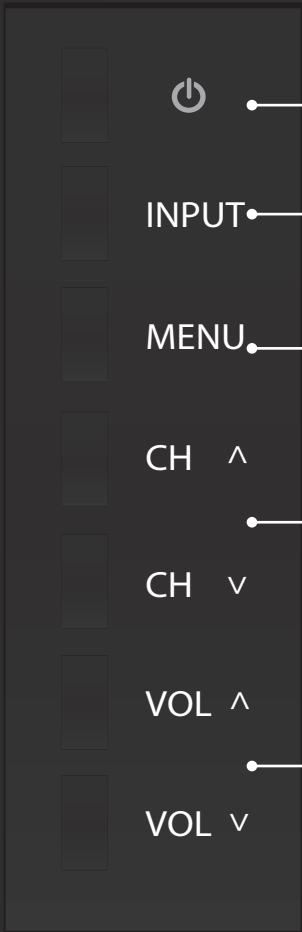 INPUT
MENU
CH ^
CH v
VOL ^
VOL v